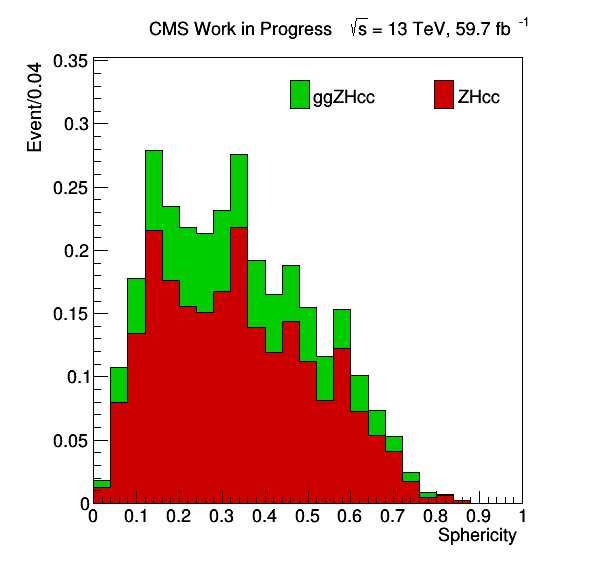 CMS Work in Progress √s = 13 TeV, 59.7 fb -1
Event/0.04
0.35
0.3
0.25
0.2
0.15
0.1
0.05
0
ggZHcc ZHcc
0 0.1 0.2 0.3 0.4 0.5 0.6 0.7 0.8 0.9 1
Sphericity